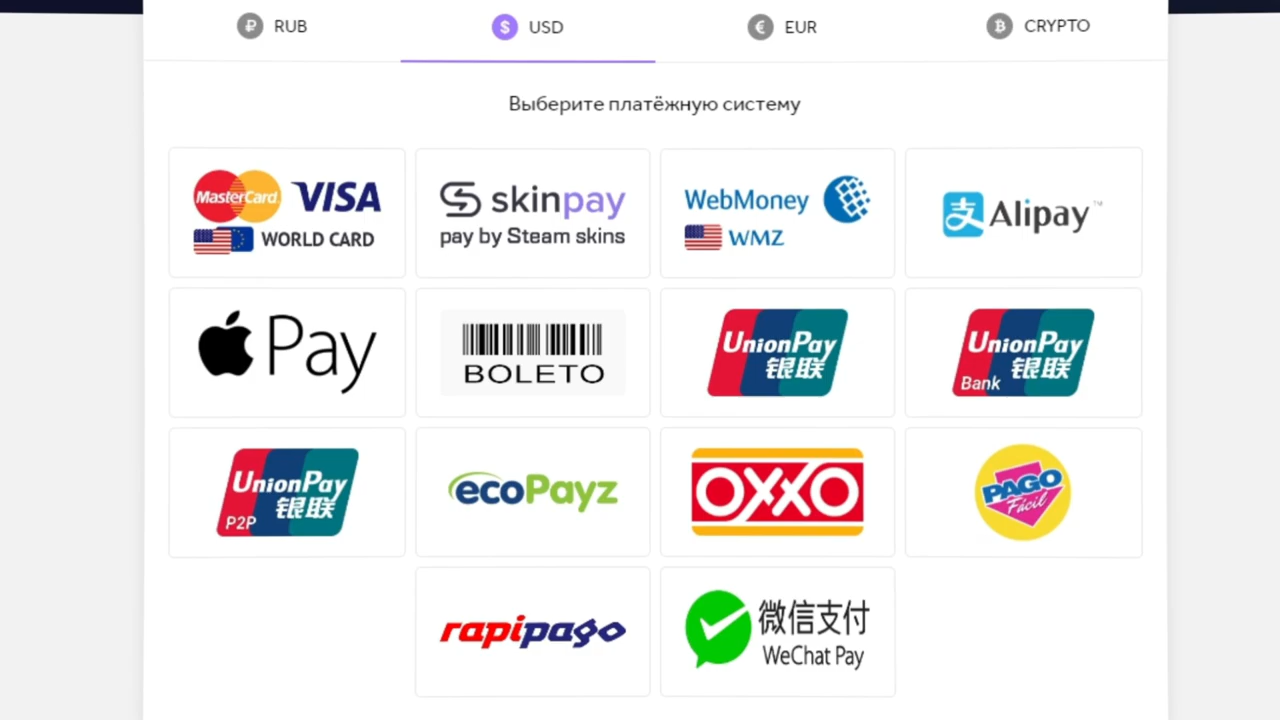 ₽ RUB
$ USD
€ EUR
₿ CRYPTO
Выберите платёжную систему
MasterCard VISA
WORLD CARD
skinpay
pay by Steam skins
WebMoney
WMZ
支 Alipay™
Pay
BOLETO
UnionPay
银联
UnionPay
银联
Bank
UnionPay
银联
P2P
ecoPayz
OXXO
PAGO
Fácil
rapipago
微信支付
WeChat Pay